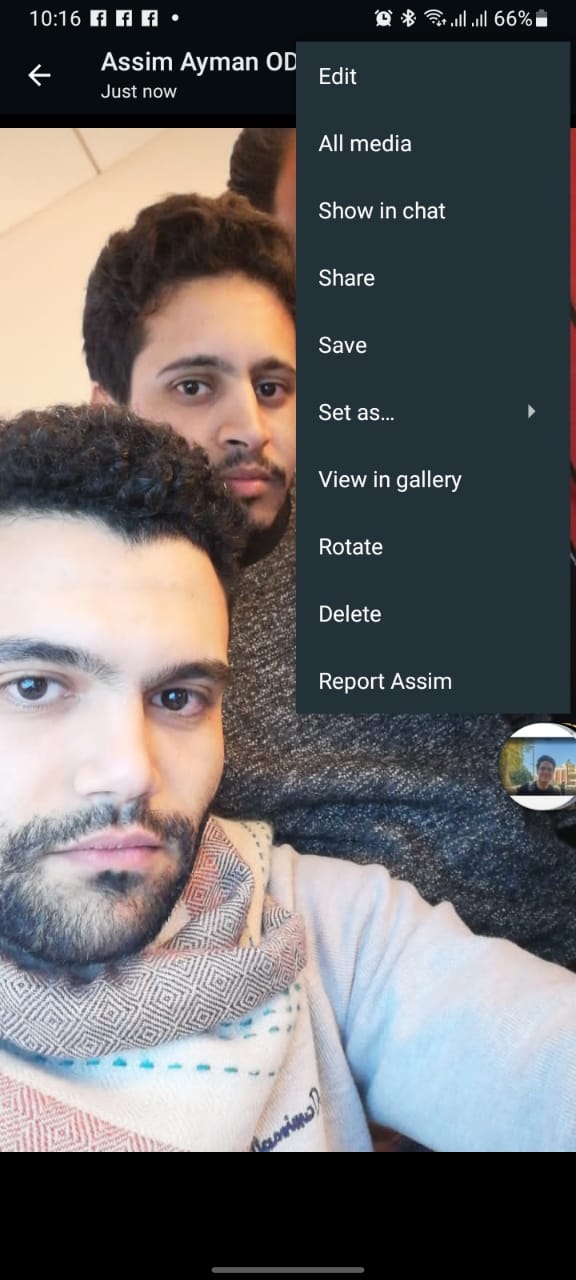 10:16
66%
Assim Ayman OD
Just now
Edit
All media
Show in chat
Share
Save
Set as...
View in gallery
Rotate
Delete
Report Assim